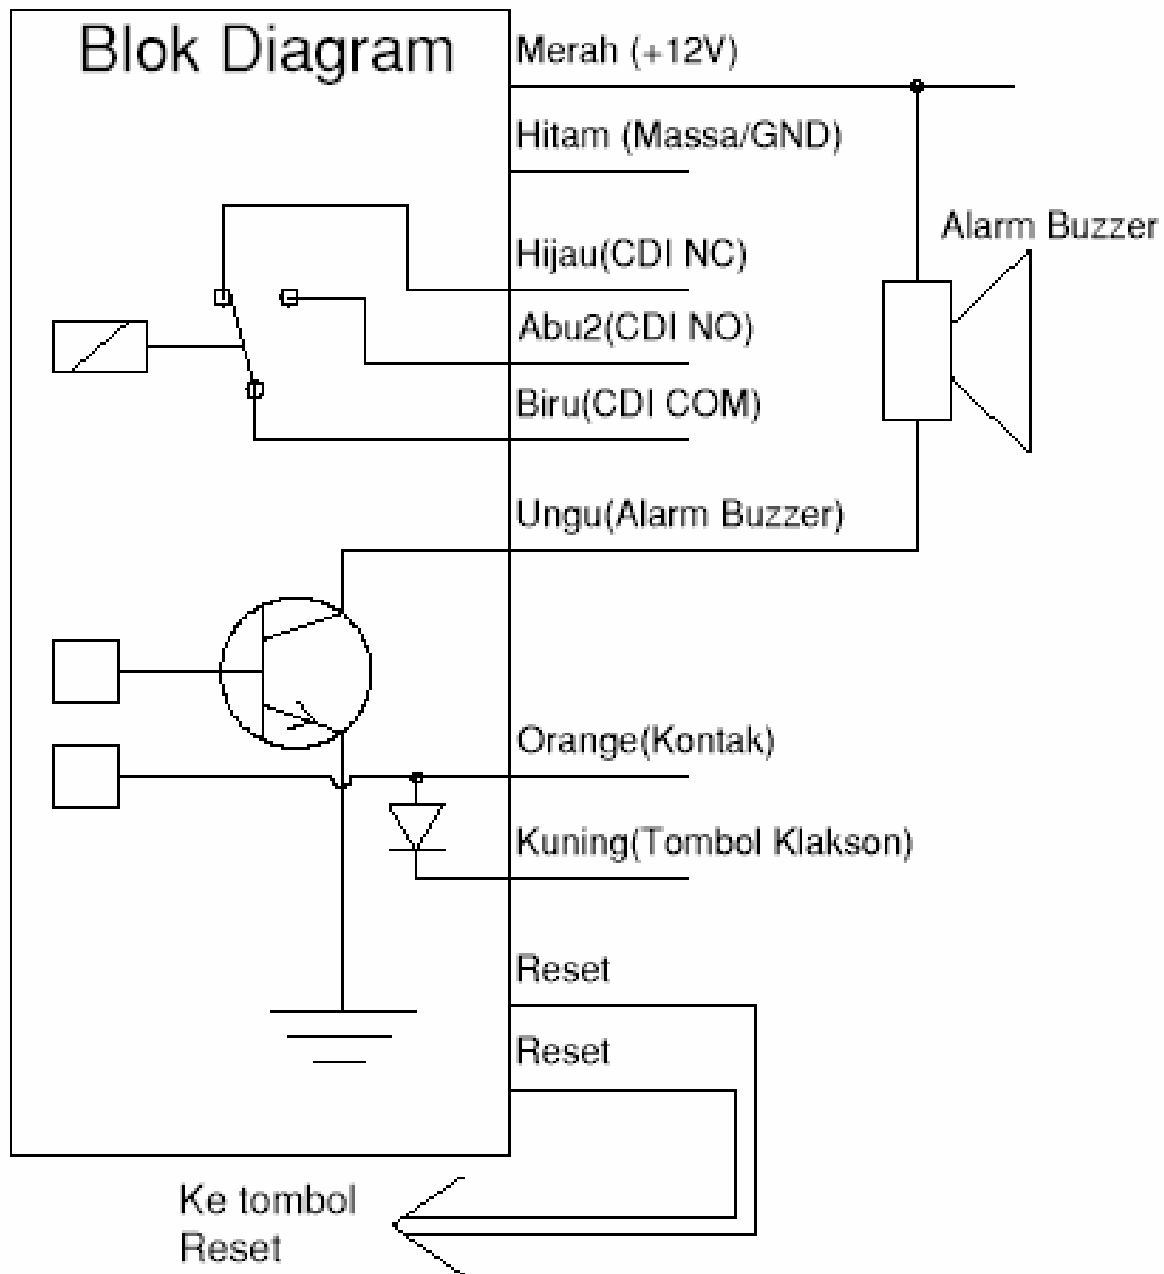 Blok Diagram
Merah (+12V)
Hitam (Massa/GND)
Alarm Buzzer
Hijau(CDI NC)
Abu2(CDI NO)
Biru(CDI COM)
Ungu(Alarm Buzzer)
Orange(Kontak)
Kuning(Tombol Klakson)
Reset
Reset
Ke tombol
Reset